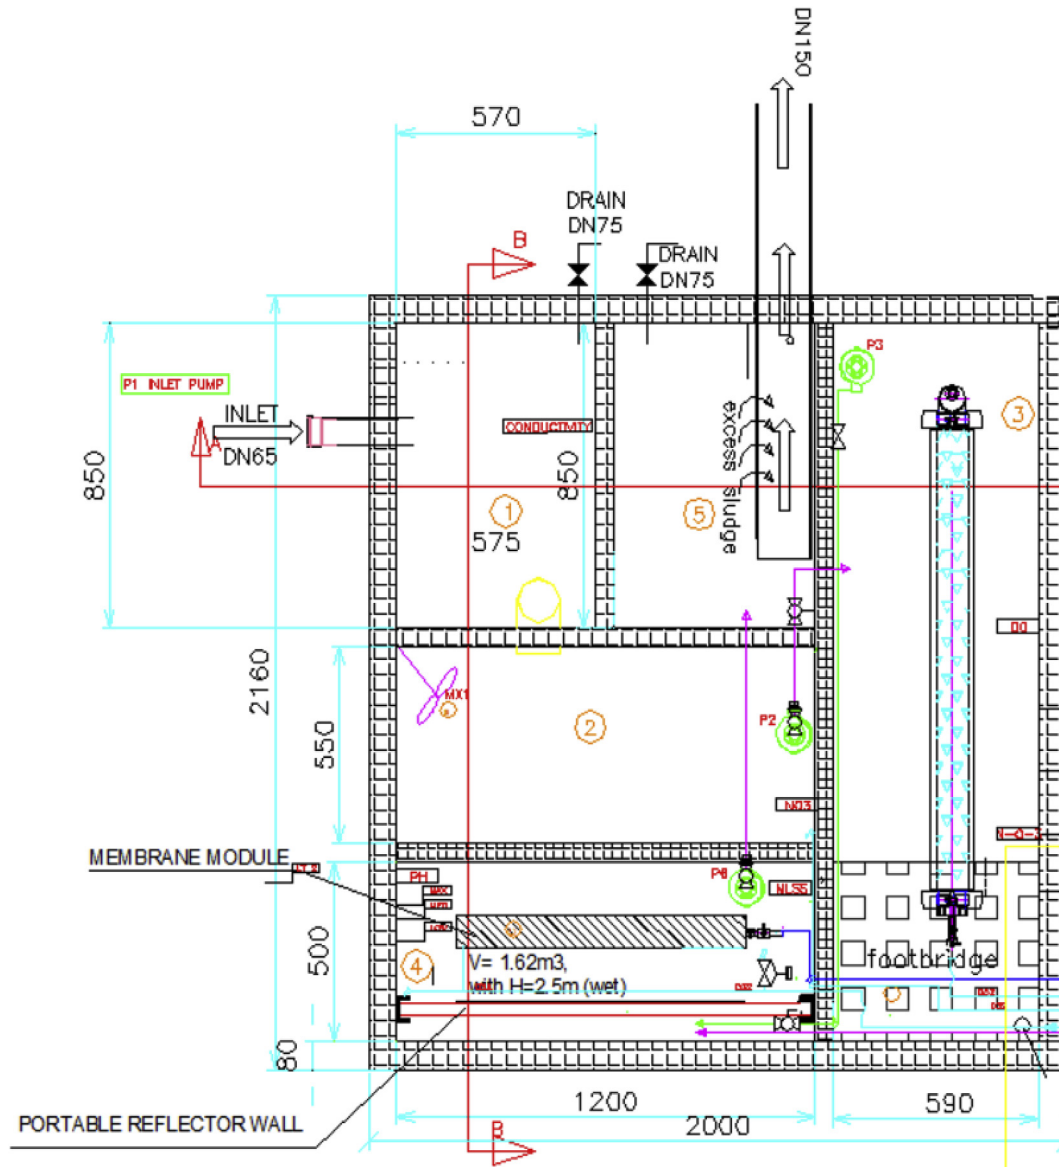 DN150
570
DRAIN
DN75
B
DRAIN
DN75
P3
P1 INLET PUMP
INLET
A
DN65
CONDUCTIVITY
3
850
850
excess sludge
1
5
575
DO
2160
MX1
550
2
P2
NO3
MEMBRANE MODULE
PH
P6
MLSS
500
4
V= 1.62m3,
with H=2.5m (wet)
footbridge
80
1200
590
PORTABLE REFLECTOR WALL
2000
B